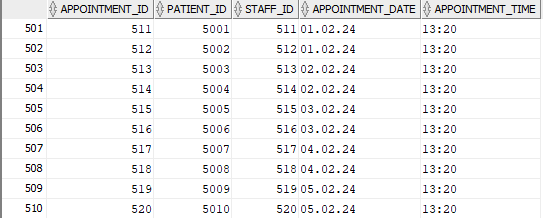 APPOINTMENT_ID PATIENT_ID STAFF_ID APPOINTMENT_DATE APPOINTMENT_TIME
501 511 5001 511 01.02.24 13:20
502 512 5002 512 01.02.24 13:20
503 513 5003 513 02.02.24 13:20
504 514 5004 514 02.02.24 13:20
505 515 5005 515 03.02.24 13:20
506 516 5006 516 03.02.24 13:20
507 517 5007 517 04.02.24 13:20
508 518 5008 518 04.02.24 13:20
509 519 5009 519 05.02.24 13:20
510 520 5010 520 05.02.24 13:20